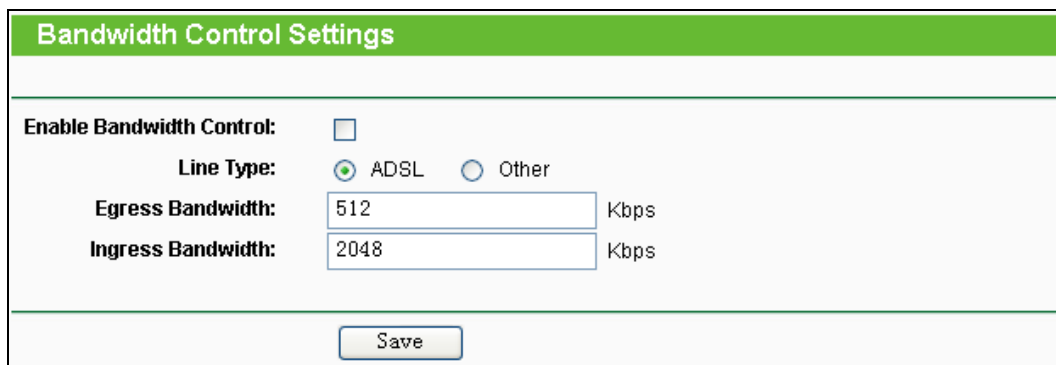 Bandwidth Control Settings
Enable Bandwidth Control:
Line Type: ADSL Other
Egress Bandwidth: 512 Kbps
Ingress Bandwidth: 2048 Kbps
Save